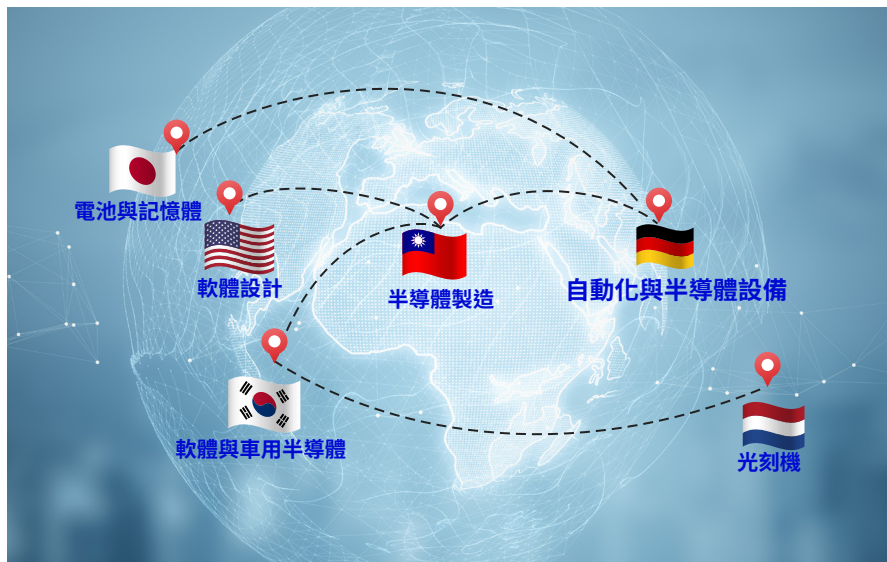 電池與記憶體
軟體設計
半導體製造
自動化與半導體設備
軟體與車用半導體
光刻機